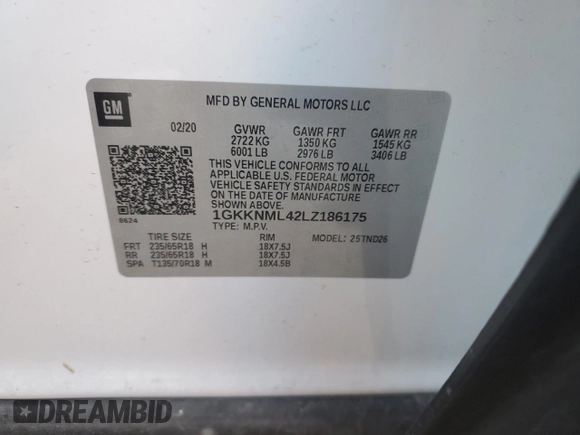 GM
MFD BY GENERAL MOTORS LLC
02/20 GVWR GAWR FRT GAWR RR
2722 KG 1350 KG 1545 KG
6001 LB 2976 LB 3406 LB
THIS VEHICLE CONFORMS TO ALL
APPLICABLE U.S. FEDERAL MOTOR
VEHICLE SAFETY STANDARDS IN EFFECT
ON THE DATE OF MANUFACTURE
SHOWN ABOVE.
8624 1GKKNML42LZ186175
TYPE: M.P.V.
TIRE SIZE RIM MODEL: 2STND26
FRT 235/65R18 H 18X7.5J
RR 235/65R18 H 18X7.5J
SPA T135/70R18 M 18X4.5B
DREAMBID